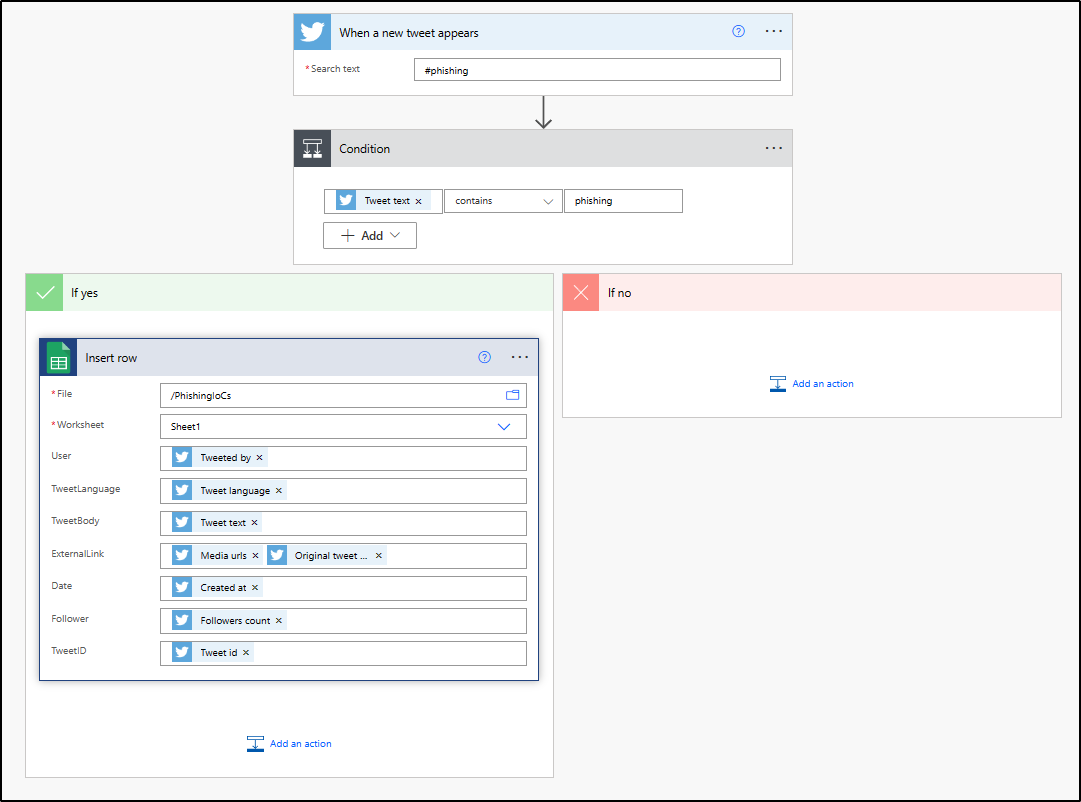 When a new tweet appears
* Search text
#phishing
Condition
Tweet text × contains phishing
+ Add
If yes
If no
Insert row
* File
/PhishingIoCs
* Worksheet
Sheet1
User
Tweeted by ×
TweetLanguage
Tweet language ×
TweetBody
Tweet text ×
ExternalLink
Media urls × Original tweet ... ×
Date
Created at ×
Follower
Followers count ×
TweetID
Tweet id ×
Add an action
Add an action